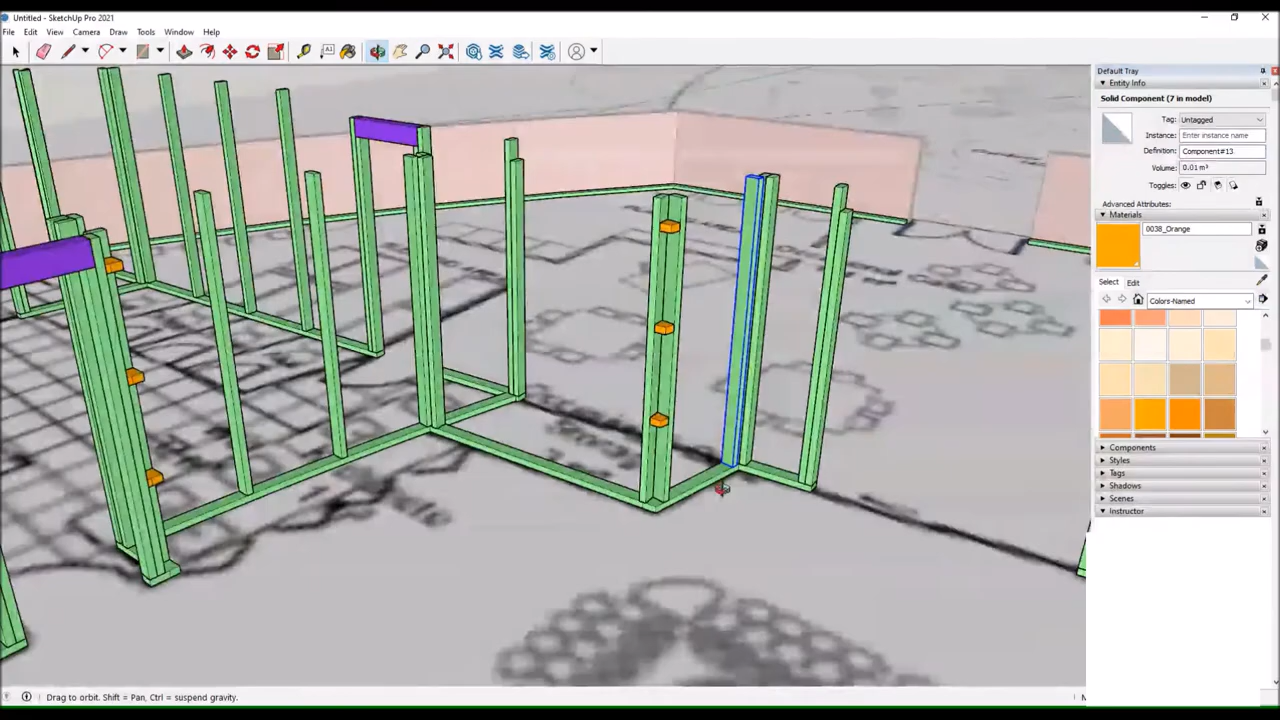 Untitled - SketchUp Pro 2021
File Edit View Camera Draw Tools Window Help
A1
Default Tray
Entity Info
Solid Component (7 in model)
Tag: Untagged
Instance: Enter instance name
Definition: Component#13
Volume: 0.01 m³
Toggles:
Advanced Attributes:
Materials
0038_Orange
Select Edit
Colors-Named
Components
Styles
Tags
Shadows
Scenes
Instructor
Drag to orbit. Shift = Pan, Ctrl = suspend gravity.